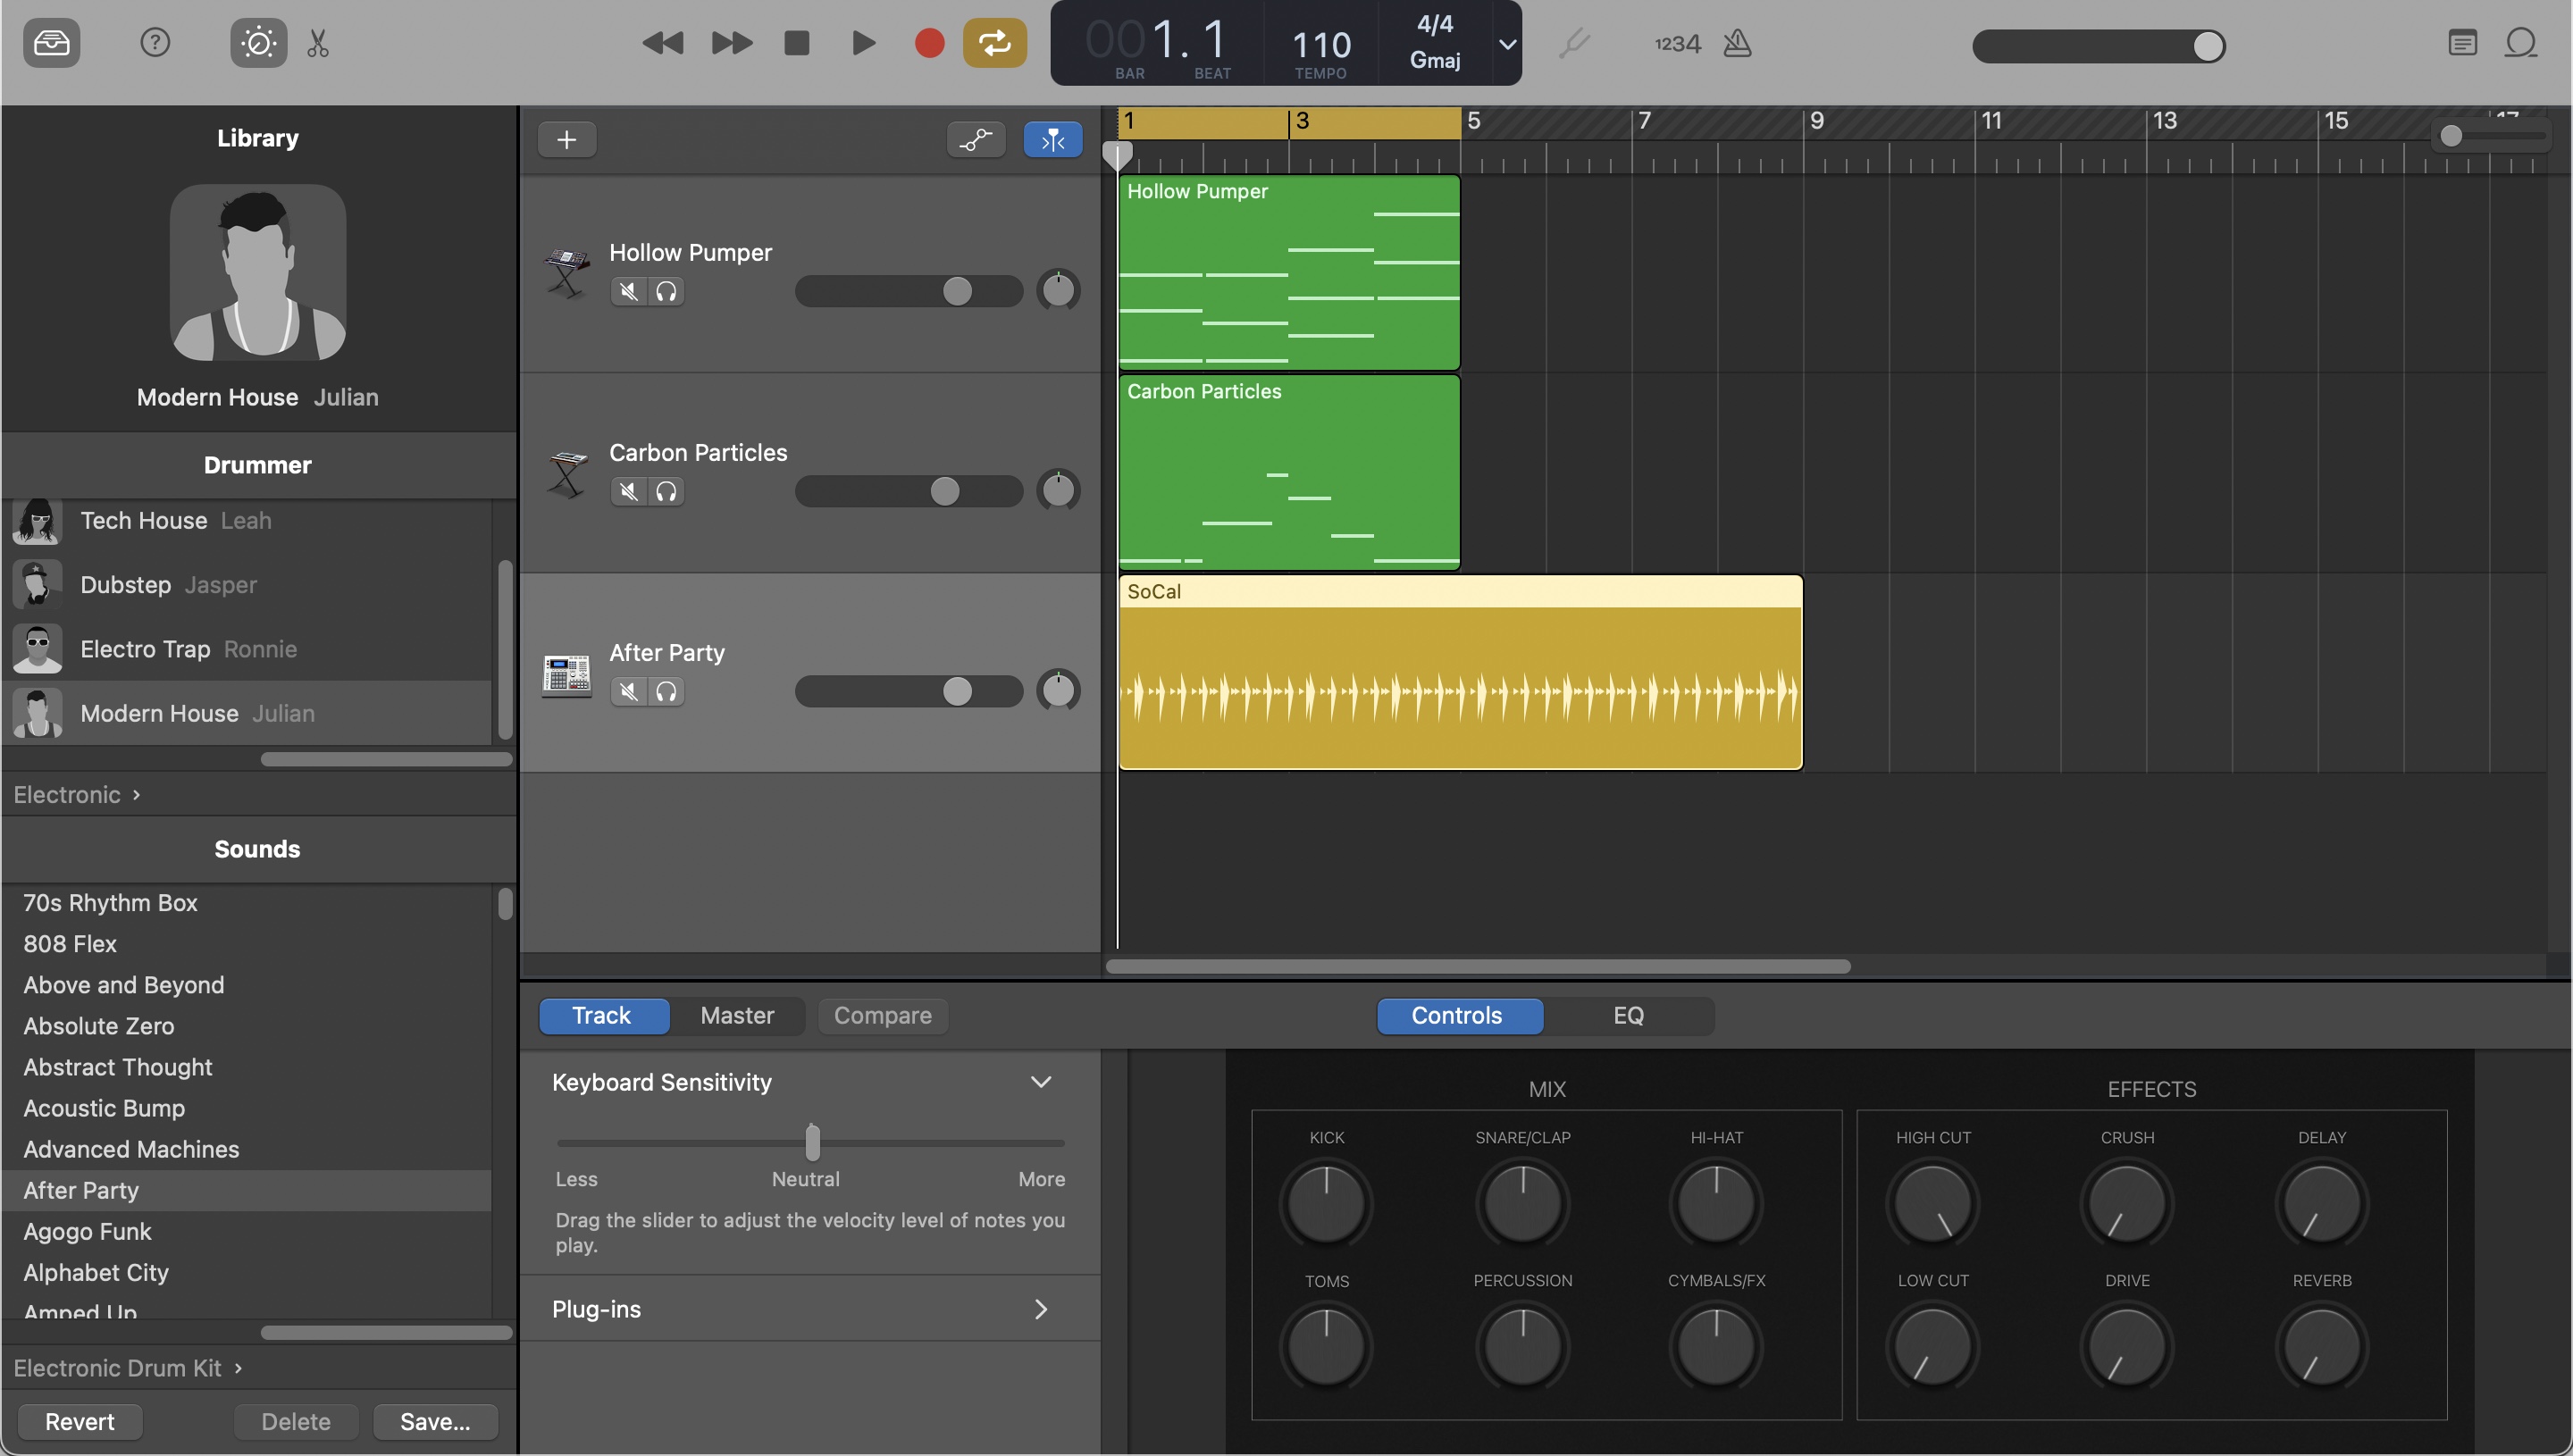 001. 1
BAR BEAT
110
TEMPO
4/4
Gmaj
1234
Library
Modern House Julian
Drummer
Tech House Leah
Dubstep Jasper
Electro Trap Ronnie
Modern House Julian
Electronic >
Sounds
70s Rhythm Box
808 Flex
Above and Beyond
Absolute Zero
Abstract Thought
Acoustic Bump
Advanced Machines
After Party
Agogo Funk
Alphabet City
Amped Up
Electronic Drum Kit >
Revert Delete Save...
1 3 5 7 9 11 13 15 17
Hollow Pumper
Carbon Particles
After Party
Hollow Pumper
Carbon Particles
SoCal
Track Master Compare
Controls EQ
Keyboard Sensitivity
Less Neutral More
Drag the slider to adjust the velocity level of notes you
play.
Plug-ins
MIX
KICK SNARE/CLAP HI-HAT
TOMS PERCUSSION CYMBALS/FX
EFFECTS
HIGH CUT CRUSH DELAY
LOW CUT DRIVE REVERB